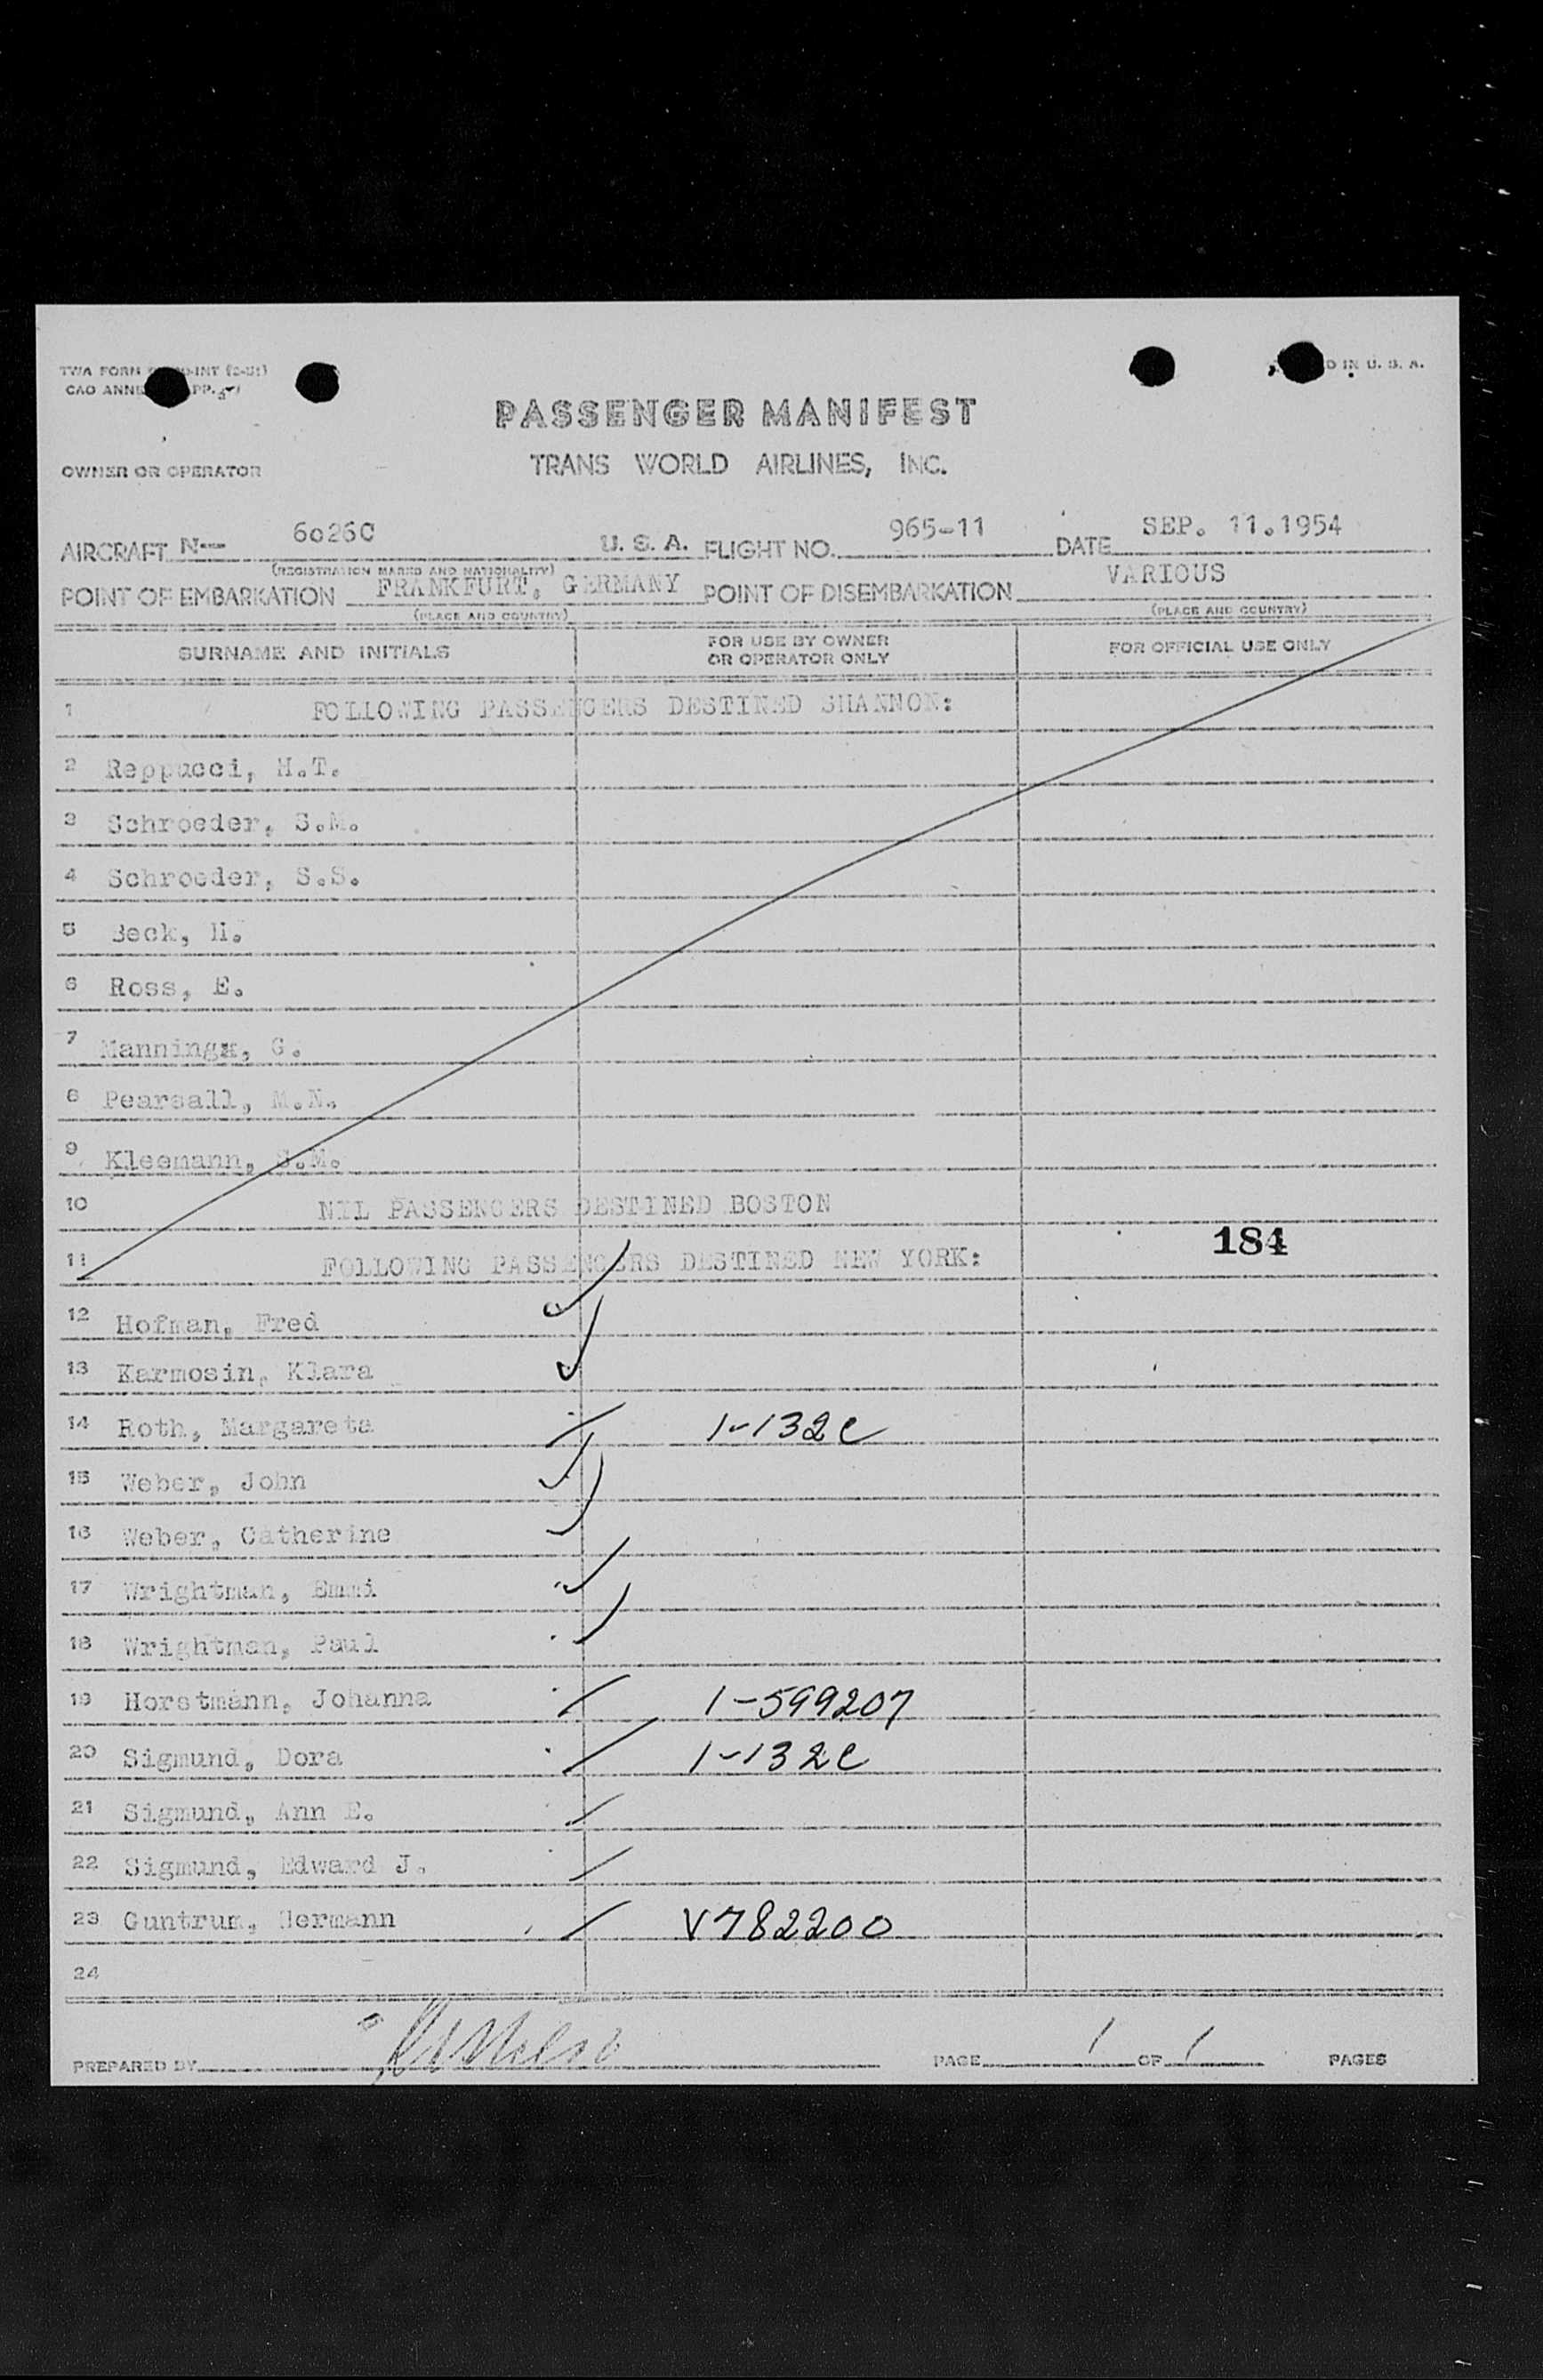 TWA FORM
PRINTED IN U. S. A.
PASSENGER MANIFEST
OWNER OR OPERATOR TRANS WORLD AIRLINES, INC.
AIRCRAFT N-- 6026C U. S. A. FLIGHT NO. 965-11 DATE SEP. 11.1954
(REGISTRATION MARKS AND NATIONALITY)
POINT OF EMBARKATION FRANKFURT, GERMANY POINT OF DISEMBARKATION VARIOUS
(PLACE AND COUNTRY) (PLACE AND COUNTRY)
SURNAME AND INITIALS FOR USE BY OWNER OR OPERATOR ONLY FOR OFFICIAL USE ONLY
1 FOLLOWING PASSENGERS DESTINED SHANNON:
2 Reppucci, M.T.
3 Schroeder, S.M.
4 Schroeder, S.S.
5 Beck, H.
6 Ross, E.
7 Manningx, G.
8 Pearsall, M.N.
9 Kleemann, S.M.
10 NIL PASSENGERS DESTINED BOSTON
184
11 FOLLOWING PASSENGERS DESTINED NEW YORK:
12 Hofman, Fred
13 Karmosin, Klara
14 Roth, Margareta 1-132c
15 Weber, John
16 Weber, Catherine
17 Wrightman, Emmi
18 Wrightman, Paul
19 Horstmann, Johanna 1-599207
20 Sigmund, Dora 1-132c
21 Sigmund, Ann E.
22 Sigmund, Edward J.
23 Guntrum, Hermann V782200
24
PREPARED BY PAGE 1 OF 1 PAGES